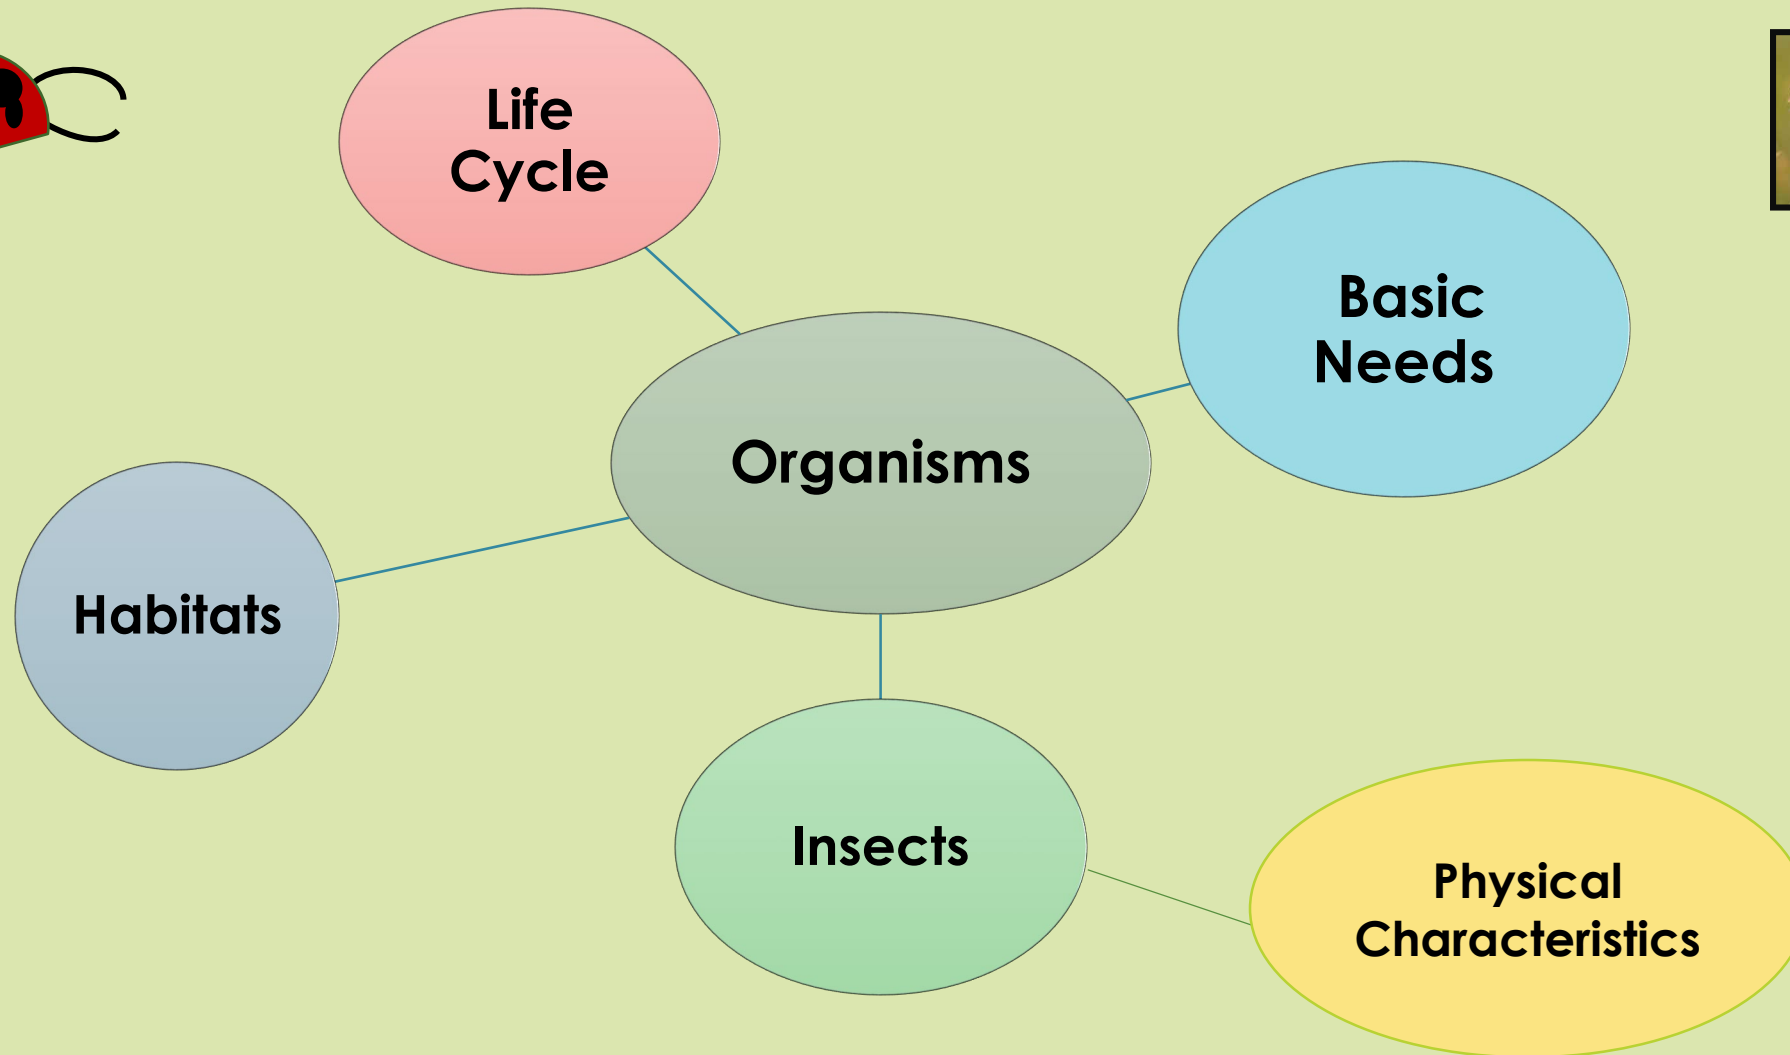 Life
Cycle
Basic
Needs
Organisms
Habitats
Insects
Physical
Characteristics